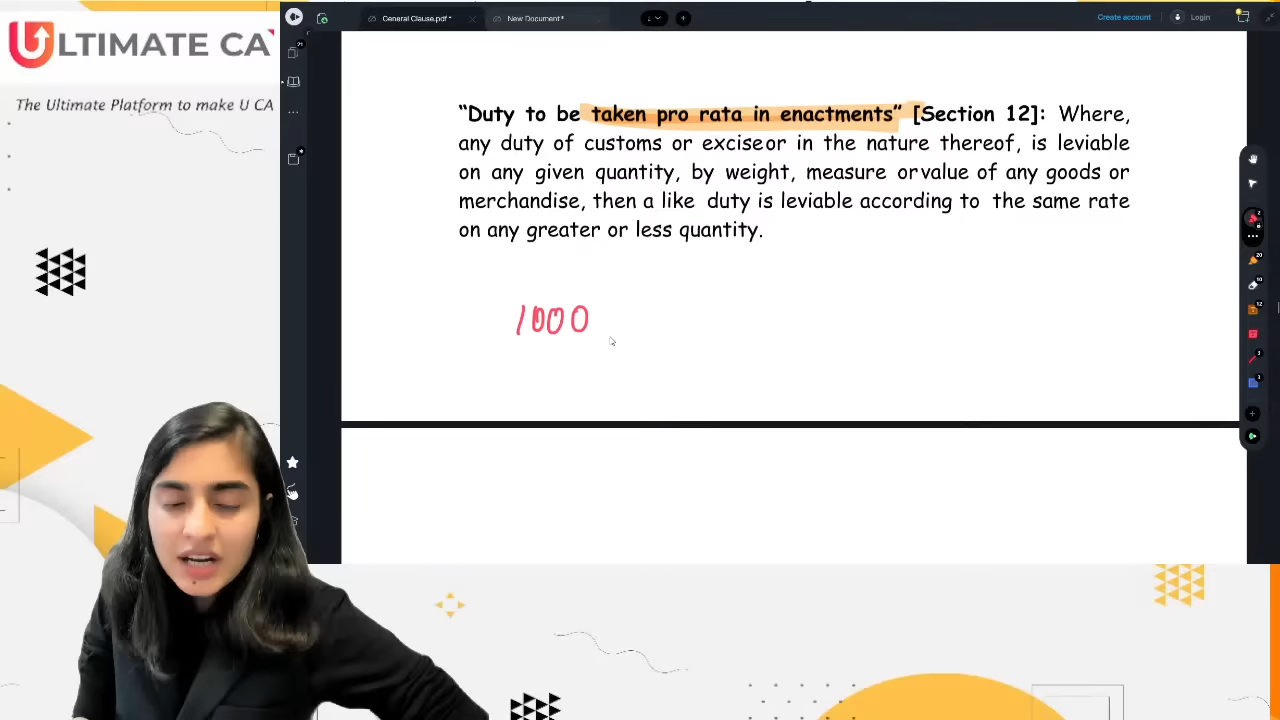 ULTIMATE CA
The Ultimate Platform to make U CA
General Clause.pdf *
New Document*
Create account
Login
“Duty to be taken pro rata in enactments” [Section 12]: Where,
any duty of customs or exciseor in the nature thereof, is leviable
on any given quantity, by weight, measure orvalue of any goods or
merchandise, then a like duty is leviable according to the same rate
on any greater or less quantity.
1000